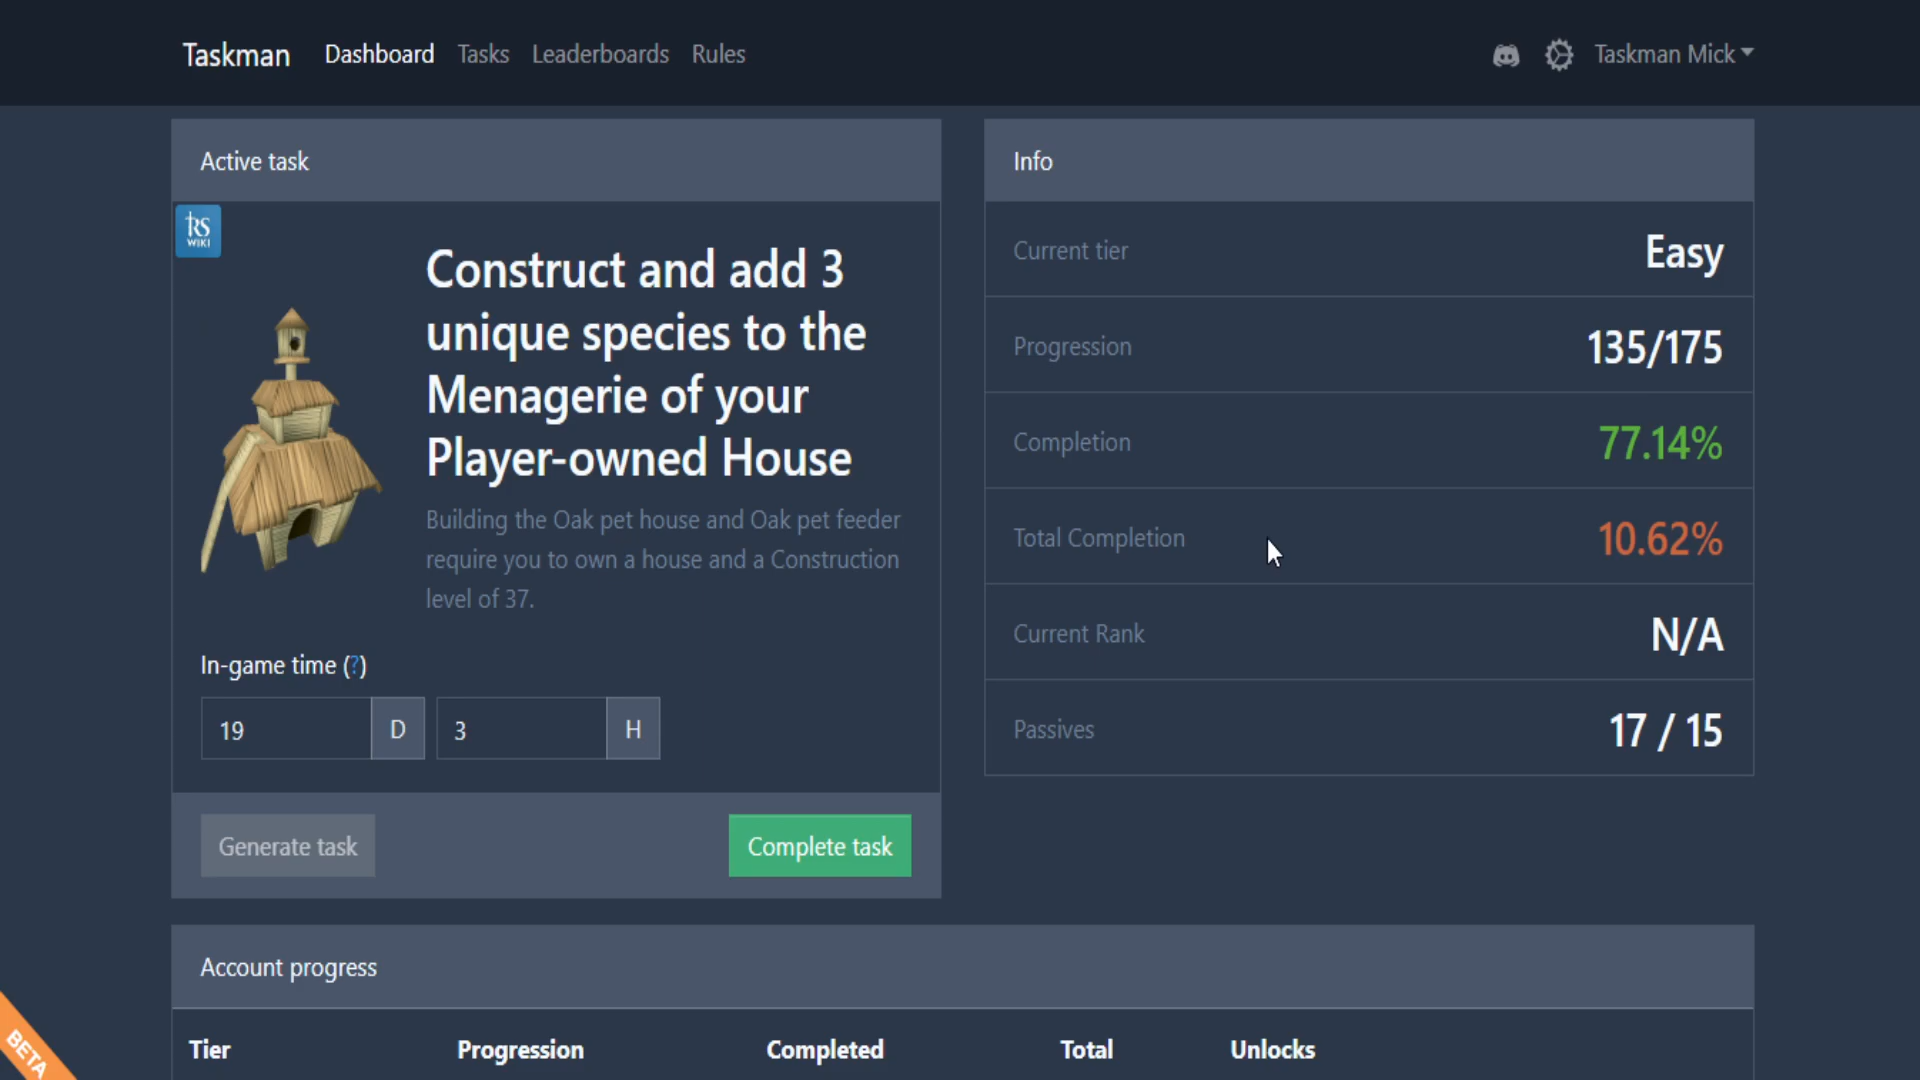 Taskman Dashboard Tasks Leaderboards Rules Taskman Mick
Active task
RS
WIKI
Construct and add 3
unique species to the
Menagerie of your
Player-owned House
Building the Oak pet house and Oak pet feeder
require you to own a house and a Construction
level of 37.
In-game time (?)
19 D 3 H
Generate task Complete task
Info
Current tier Easy
Progression 135/175
Completion 77.14%
Total Completion 10.62%
Current Rank N/A
Passives 17 / 15
Account progress
Tier Progression Completed Total Unlocks
BETA